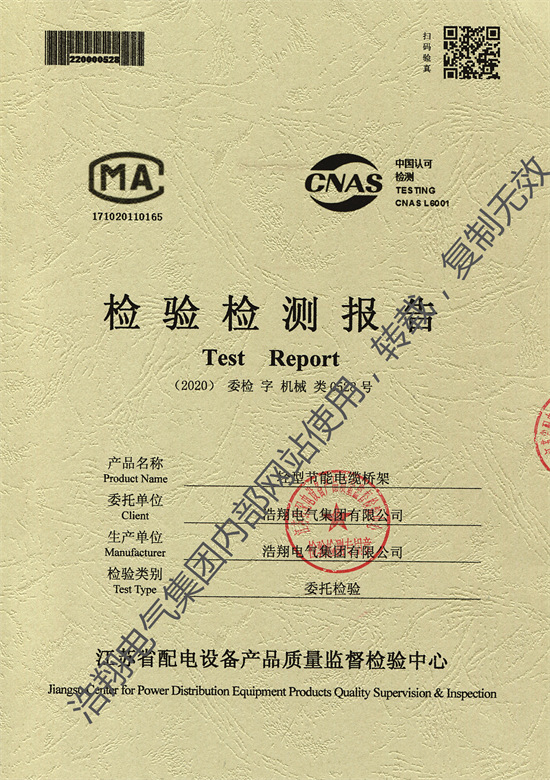 220000528
扫码验真
MA
171020110165
CNAS
中国认可
检测
TESTING
CNAS L6001
检验检测报告
Test Report
（2020） 委检 字 机械 类 0528 号
产品名称 轻型节能电缆桥架
Product Name
委托单位 浩翔电气集团有限公司
Client
生产单位 浩翔电气集团有限公司
Manufacturer
检验类别 委托检验
Test Type
江苏省配电设备产品质量监督检验中心
Jiangsu Center for Power Distribution Equipment Products Quality Supervision & Inspection
浩翔电气集团内部网站使用，转载，复制无效